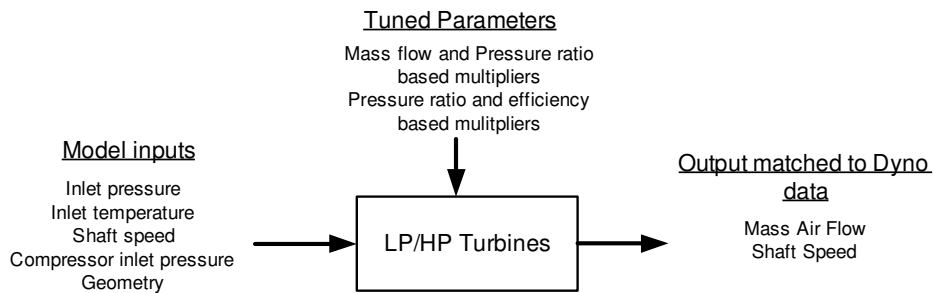 Tuned Parameters
Mass flow and Pressure ratio
based multipliers
Pressure ratio and efficiency
based mulitpliers
Model inputs
Inlet pressure
Inlet temperature
Shaft speed
Compressor inlet pressure
Geometry
LP/HP Turbines
Output matched to Dyno
data
Mass Air Flow
Shaft Speed